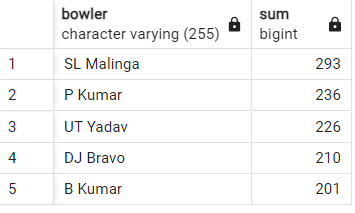 bowler sum
character varying (255) bigint
1 SL Malinga 293
2 P Kumar 236
3 UT Yadav 226
4 DJ Bravo 210
5 B Kumar 201